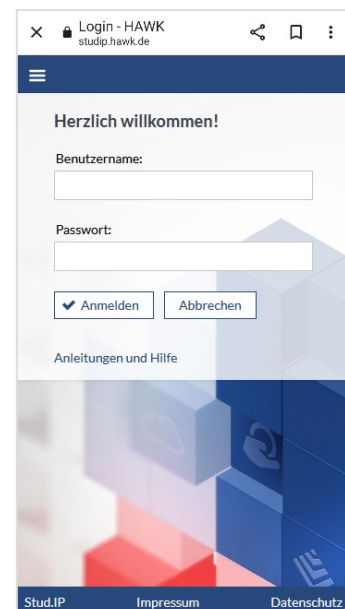 Login - HAWK
studip.hawk.de
Herzlich willkommen!
Benutzername:
Passwort:
Anmelden Abbrechen
Anleitungen und Hilfe
Stud.IP Impressum Datenschutz